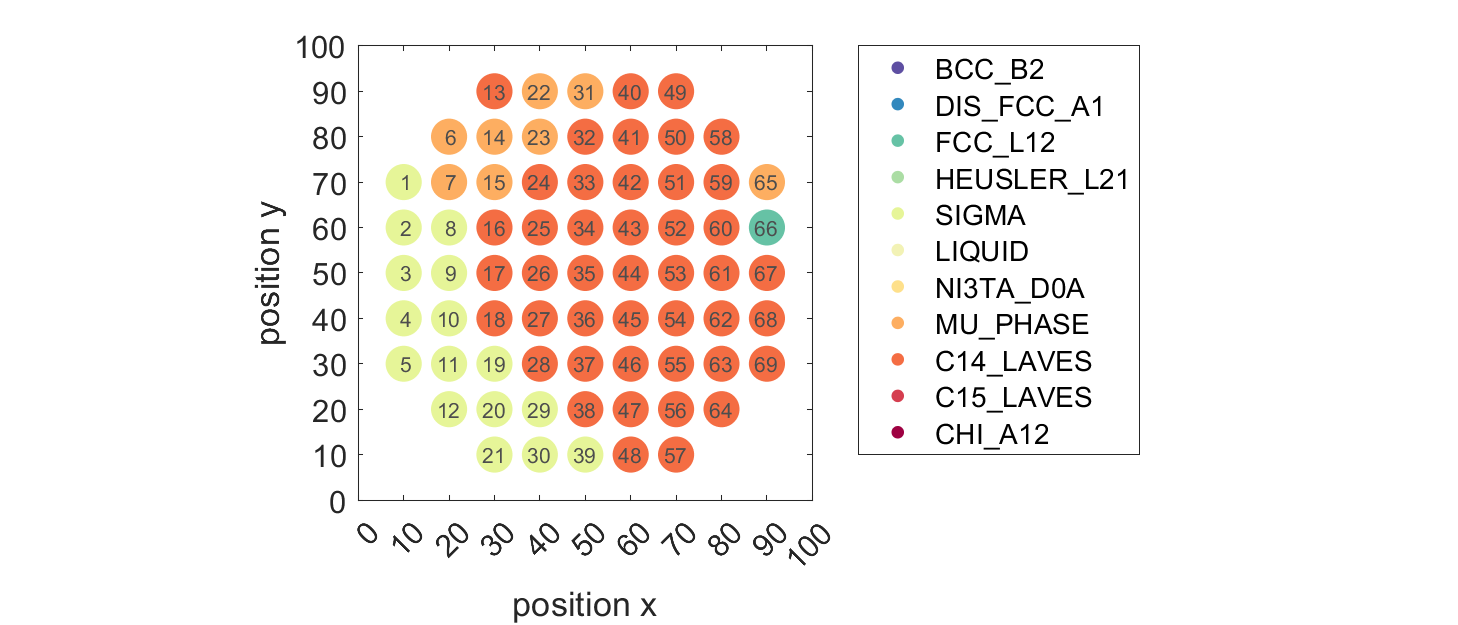 100
90
80
70
60
50
40
30
20
10
0
position y
13 22 31 40 49
6 14 23 32 41 50 58
1 7 15 24 33 42 51 59 65
2 8 16 25 34 43 52 60 66
3 9 17 26 35 44 53 61 67
4 10 18 27 36 45 54 62 68
5 11 19 28 37 46 55 63 69
12 20 29 38 47 56 64
21 30 39 48 57
0 10 20 30 40 50 60 70 80 90 100
position x
BCC_B2
DIS_FCC_A1
FCC_L12
HEUSLER_L21
SIGMA
LIQUID
NI3TA_D0A
MU_PHASE
C14_LAVES
C15_LAVES
CHI_A12